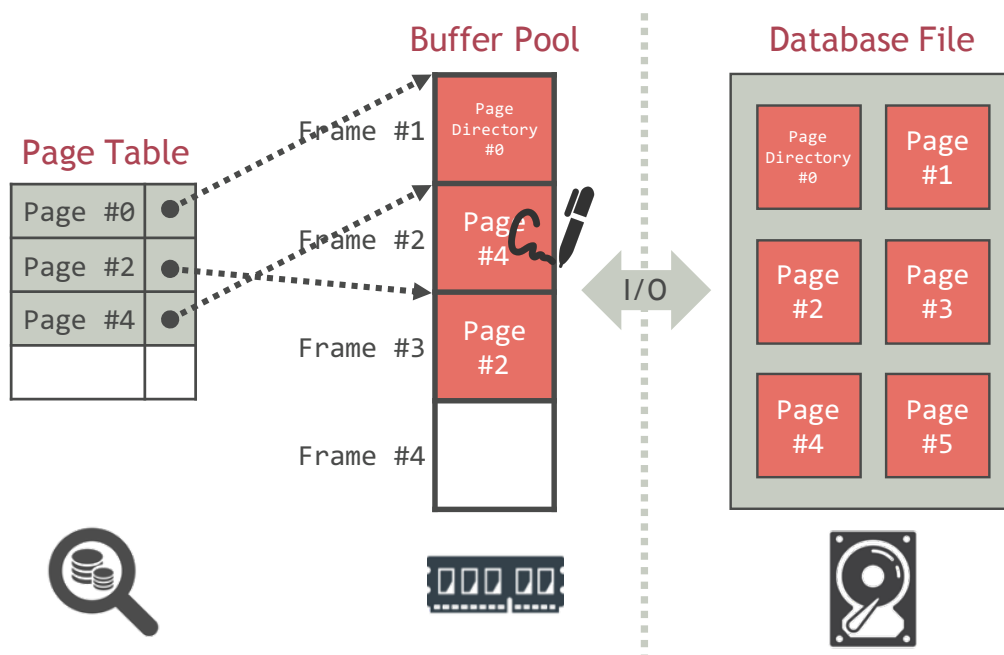 Buffer Pool
Database File
Page Table
Page #0
Page #2
Page #4
Frame #1
Frame #2
Frame #3
Frame #4
Page
Directory
#0
Page
#4
Page
#2
I/O
Page
Directory
#0
Page
#1
Page
#2
Page
#3
Page
#4
Page
#5